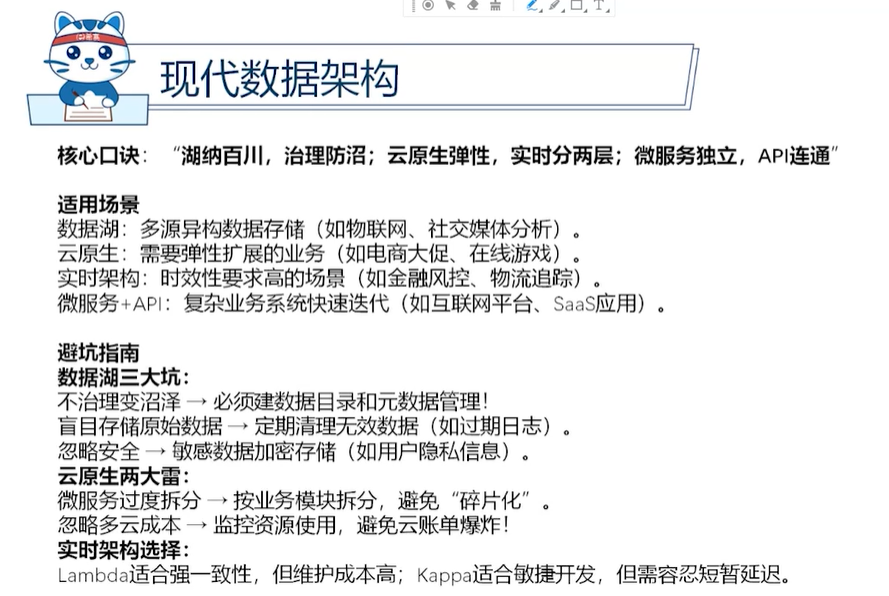 现代数据架构
核心口诀：“湖纳百川，治理防沼；云原生弹性，实时分两层；微服务独立，API连通”
适用场景
数据湖：多源异构数据存储（如物联网、社交媒体分析）。
云原生：需要弹性扩展的业务（如电商大促、在线游戏）。
实时架构：时效性要求高的场景（如金融风控、物流追踪）。
微服务+API：复杂业务系统快速迭代（如互联网平台、SaaS应用）。
避坑指南
数据湖三大坑：
不治理变沼泽 → 必须建数据目录和元数据管理！
盲目存储原始数据 → 定期清理无效数据（如过期日志）。
忽略安全 → 敏感数据加密存储（如用户隐私信息）。
云原生两大雷：
微服务过度拆分 → 按业务模块拆分，避免“碎片化”。
忽略多云成本 → 监控资源使用，避免云账单爆炸！
实时架构选择：
Lambda适合强一致性，但维护成本高；Kappa适合敏捷开发，但需容忍短暂延迟。